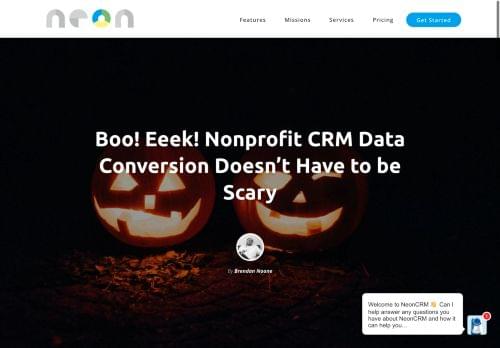 neon
Features
Missions
Services
Pricing
Get Started
Boo! Eeek! Nonprofit CRM Data
Conversion Doesn’t Have to be
Scary
By Brendan Noone
Welcome to NeonCRM 👋 Can I
help answer any questions you
have about NeonCRM and how it
can help you...
1